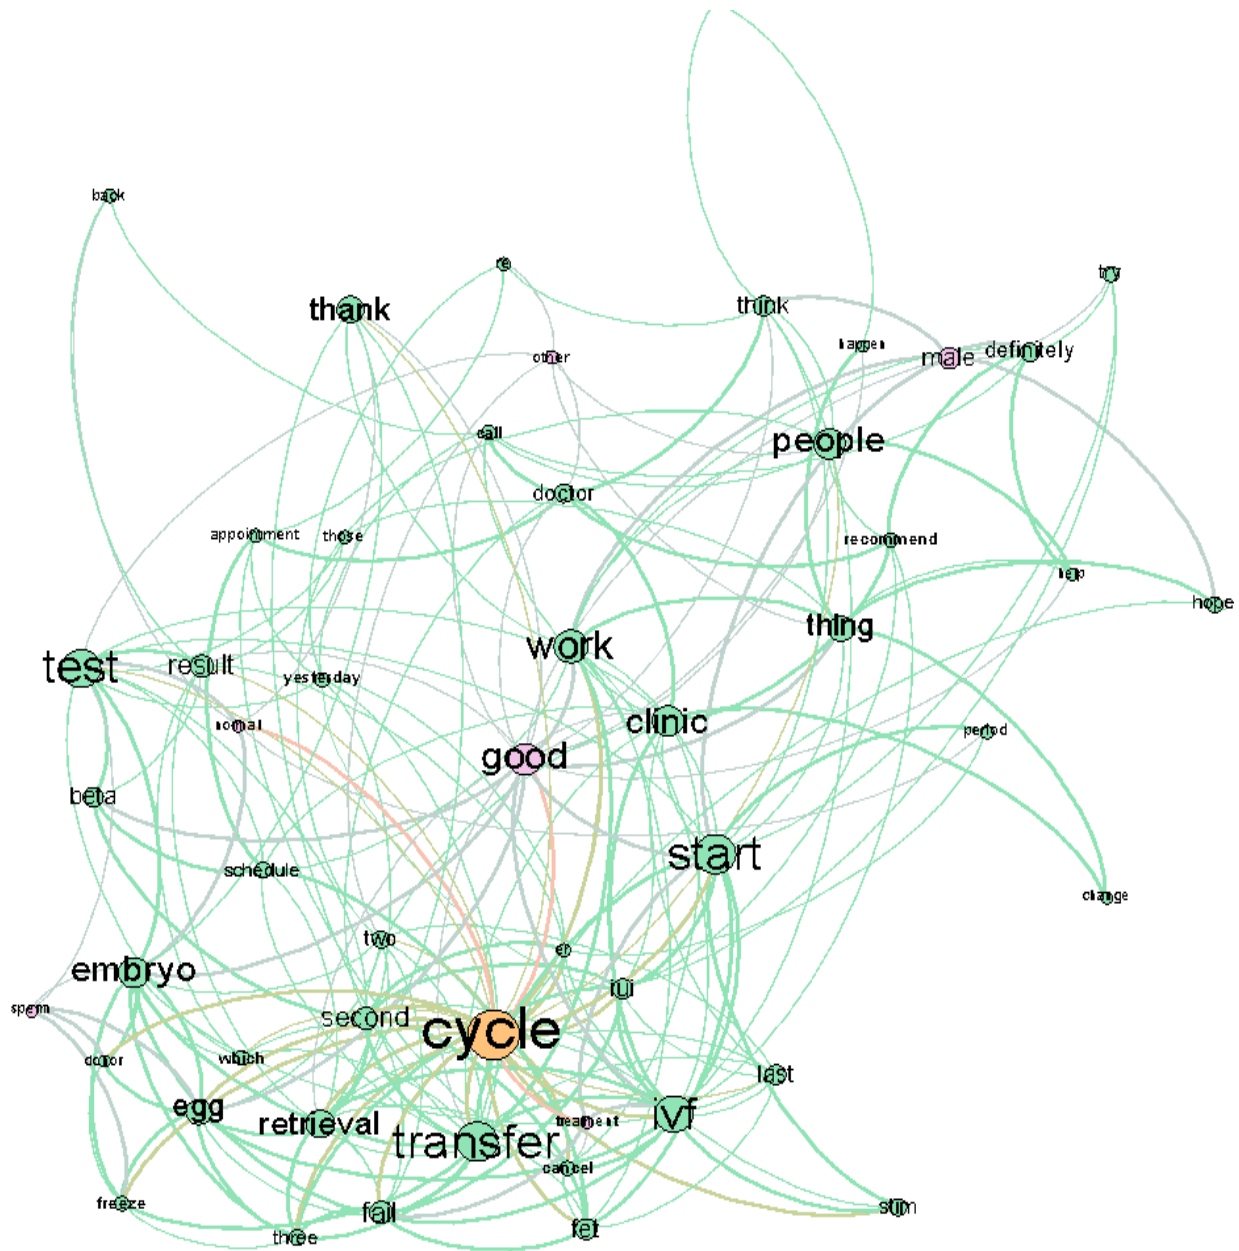 back
re
try
thank
think
happen
other
male
definitely
call
people
doctor
appointment
those
recommend
help
hope
thing
work
test
result
yesterday
normal
clinic
period
good
beta
start
schedule
change
two
er
embryo
iui
sperm
second
cycle
donor
which
last
egg
retrieval
transfer
treatment
ivf
cancel
freeze
fail
three
fet
stim